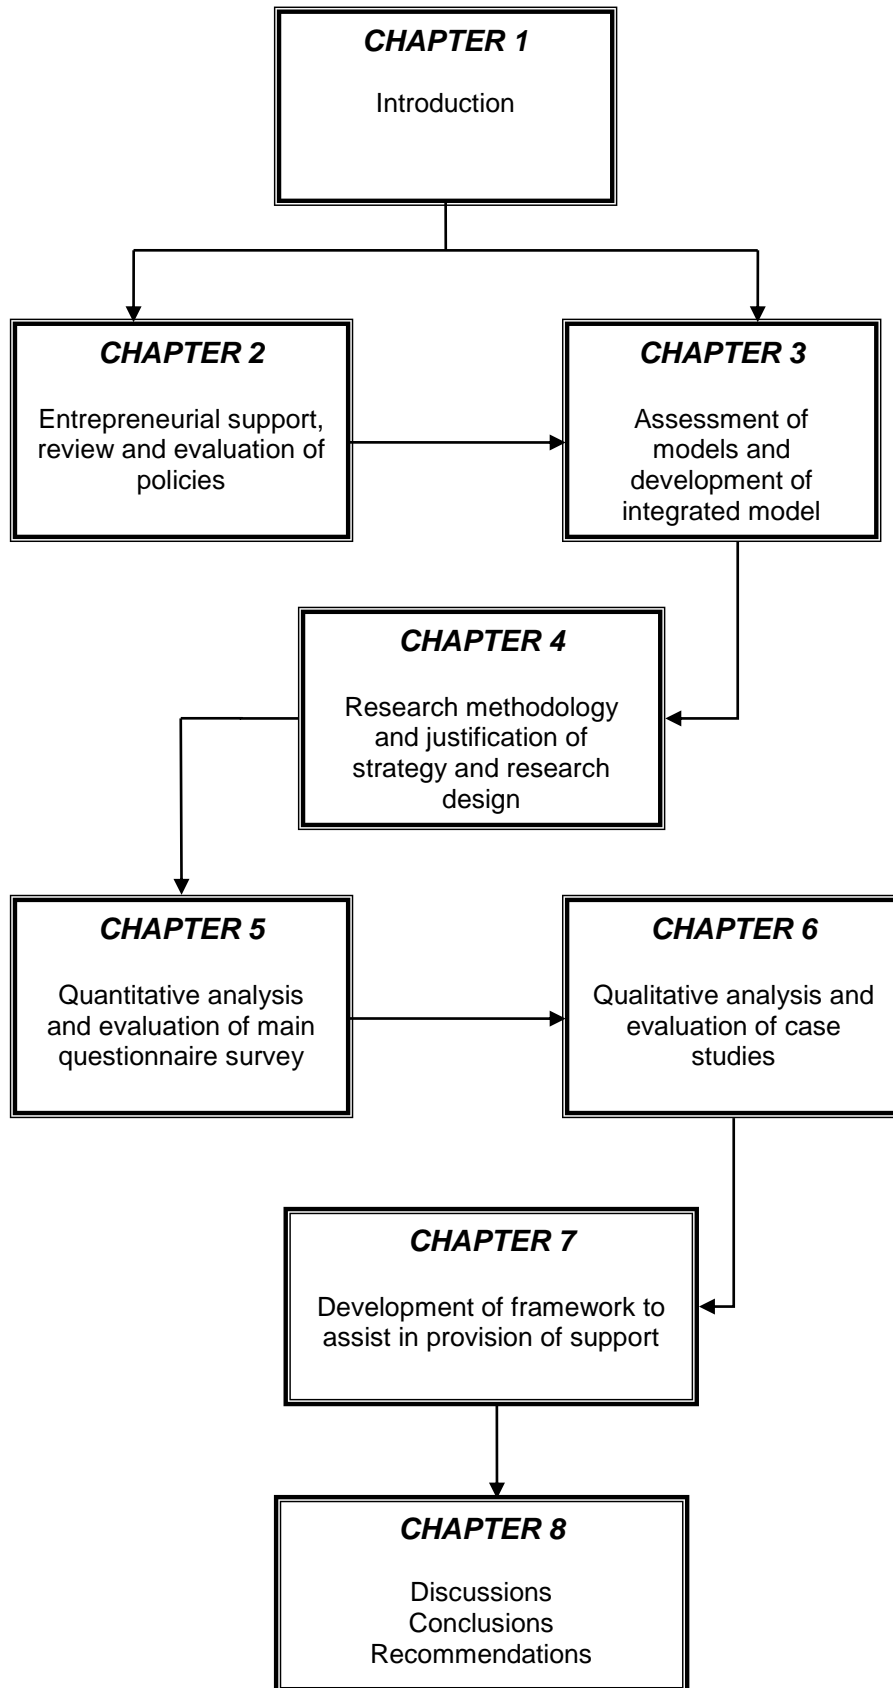 CHAPTER 1
Introduction
CHAPTER 2
Entrepreneurial support,
review and evaluation of
policies
CHAPTER 3
Assessment of
models and
development of
integrated model
CHAPTER 4
Research methodology
and justification of
strategy and research
design
CHAPTER 5
Quantitative analysis
and evaluation of main
questionnaire survey
CHAPTER 6
Qualitative analysis and
evaluation of case
studies
CHAPTER 7
Development of framework to
assist in provision of support
CHAPTER 8
Discussions
Conclusions
Recommendations